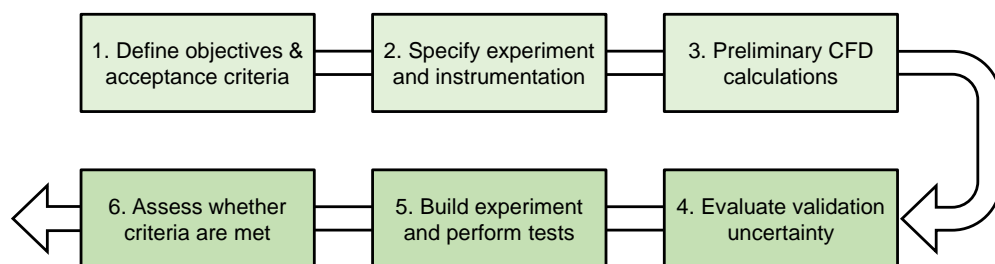 1. Define objectives &
acceptance criteria
2. Specify experiment
and instrumentation
3. Preliminary CFD
calculations
4. Evaluate validation
uncertainty
5. Build experiment
and perform tests
6. Assess whether
criteria are met